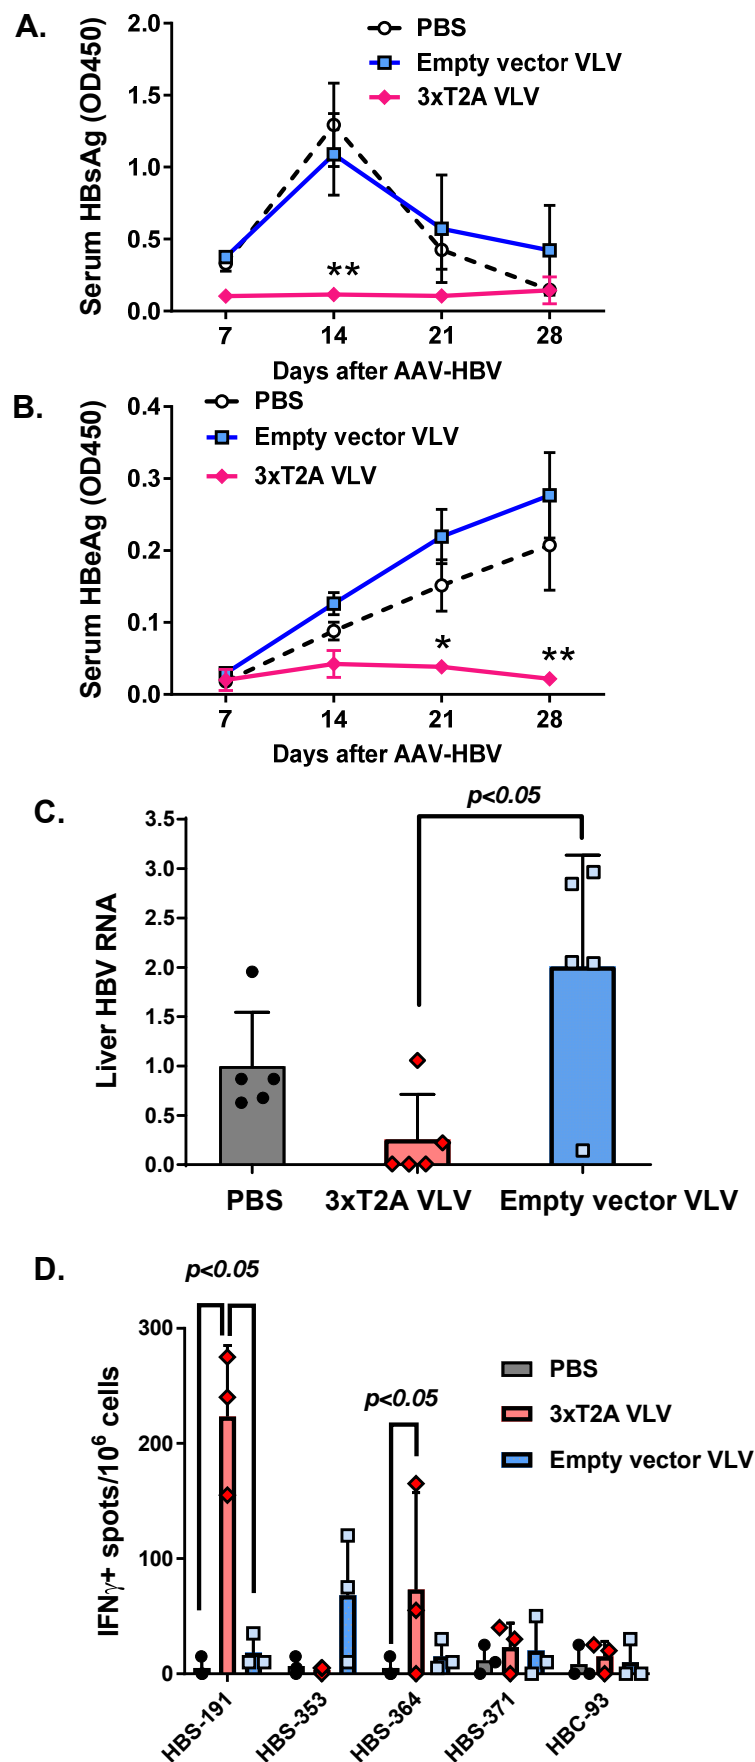 A.
Serum HBsAg (OD450)
2.0
1.5
1.0
0.5
0.0
PBS
Empty vector VLV
3xT2A VLV
**
7 14 21 28
Days after AAV-HBV
B.
Serum HBeAg (OD450)
0.4
0.3
0.2
0.1
0.0
PBS
Empty vector VLV
3xT2A VLV
*
**
7 14 21 28
Days after AAV-HBV
C.
Liver HBV RNA
3.5
3.0
2.5
2.0
1.5
1.0
0.5
0.0
p<0.05
PBS 3xT2A VLV Empty vector VLV
D.
IFNγ+ spots/10⁶ cells
300
200
100
0
p<0.05
p<0.05
PBS
3xT2A VLV
Empty vector VLV
HBS-191 HBS-353 HBS-364 HBS-371 HBC-93